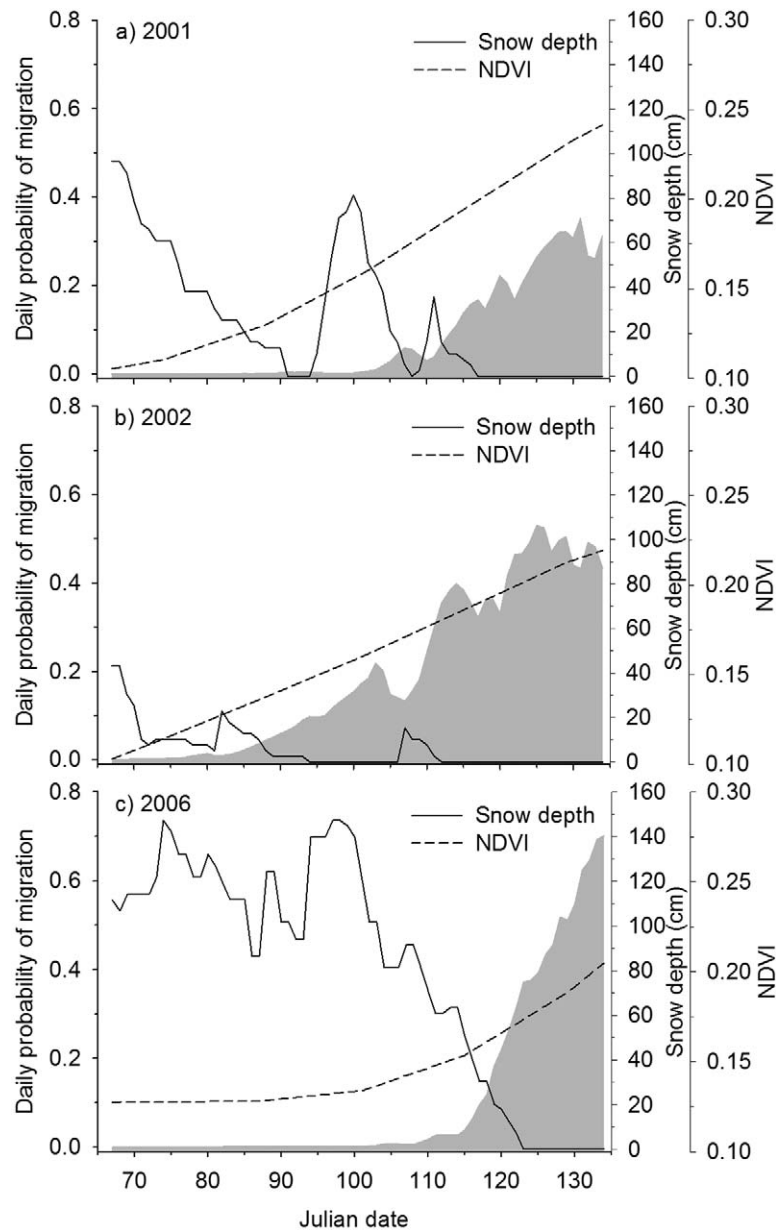 a) 2001
Snow depth
NDVI
Daily probability of migration
0.8
0.6
0.4
0.2
0.0
Snow depth (cm)
160
140
120
100
80
60
40
20
0
NDVI
0.30
0.25
0.20
0.15
0.10
b) 2002
Snow depth
NDVI
Daily probability of migration
0.8
0.6
0.4
0.2
0.0
Snow depth (cm)
160
140
120
100
80
60
40
20
0
NDVI
0.30
0.25
0.20
0.15
0.10
c) 2006
Snow depth
NDVI
Daily probability of migration
0.8
0.6
0.4
0.2
0.0
Snow depth (cm)
160
140
120
100
80
60
40
20
0
NDVI
0.30
0.25
0.20
0.15
0.10
70 80 90 100 110 120 130
Julian date